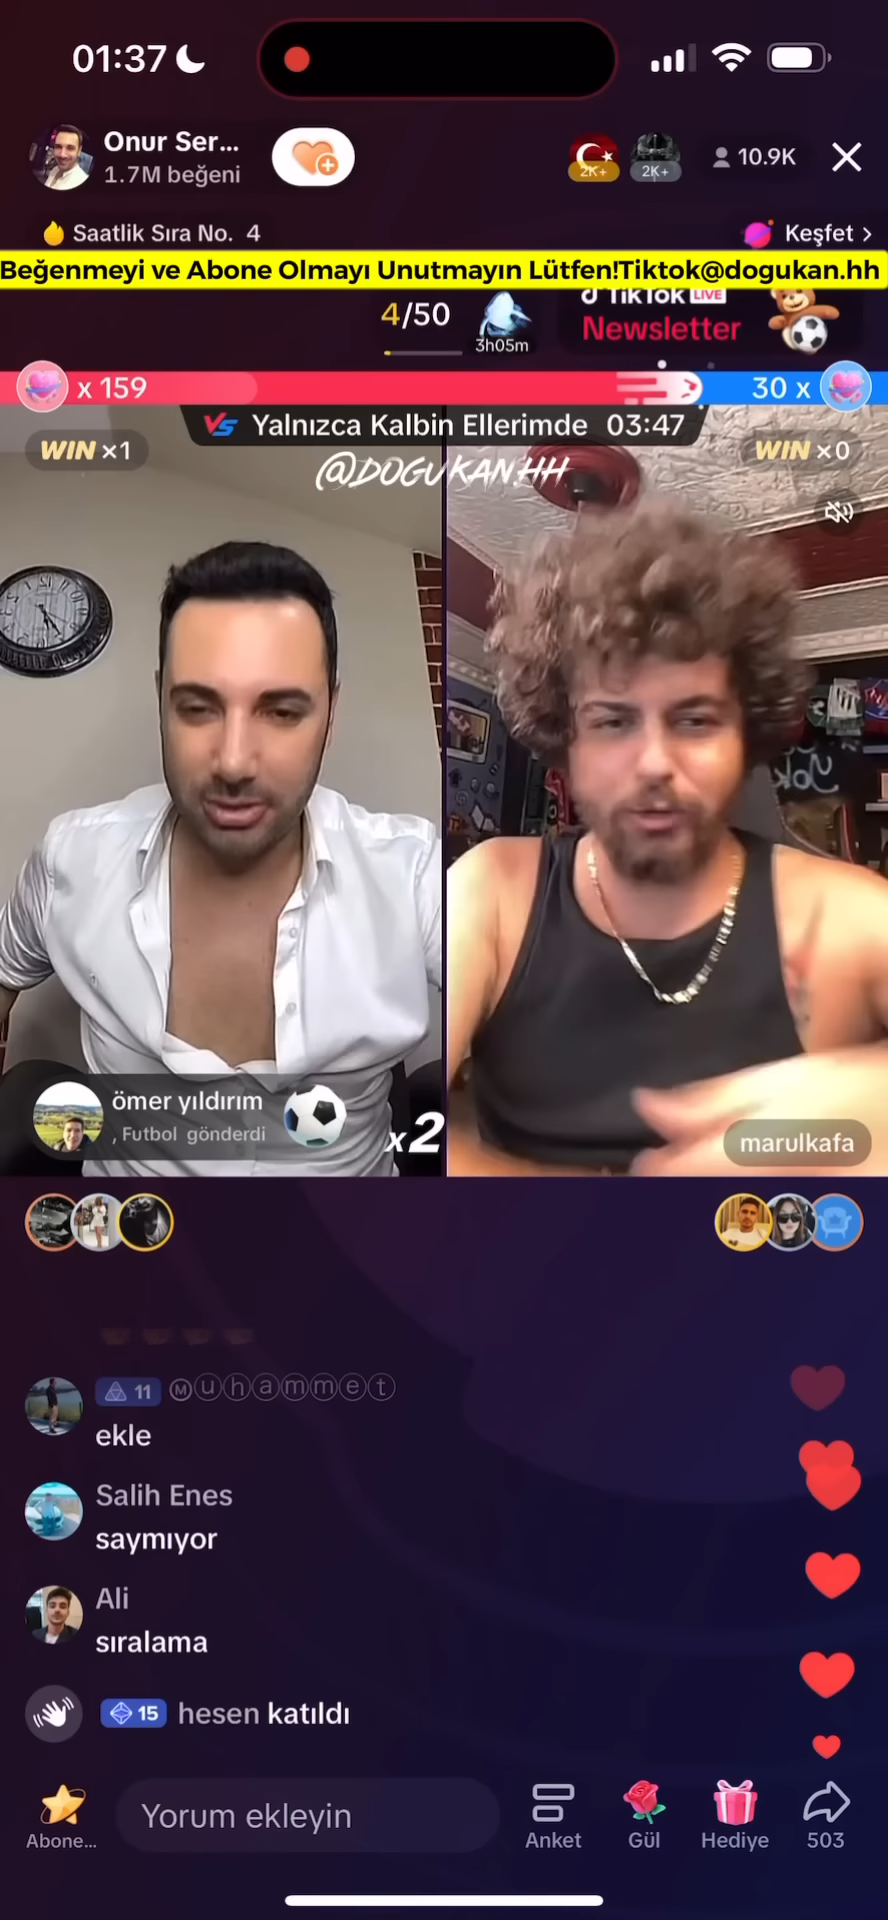 01:37
Onur Ser...
1.7M beğeni
2K+
2K+
10.9K
Saatlik Sıra No. 4
Keşfet >
Beğenmeyi ve Abone Olmayı Unutmayın Lütfen!Tiktok@dogukan.hh
4/50
3h05m
TikTok LIVE
Newsletter
x 159
30 x
VS Yalnızca Kalbin Ellerimde 03:47
WIN x1
WIN x0
@DOGUKAN.HH
ömer yıldırım
, Futbol gönderdi
x2
marulkafa
11 Ⓜⓤⓗⓐⓜⓜⓔⓣ
ekle
Salih Enes
saymıyor
Ali
sıralama
15 hesen katıldı
Abone...
Yorum ekleyin
Anket
Gül
Hediye
503